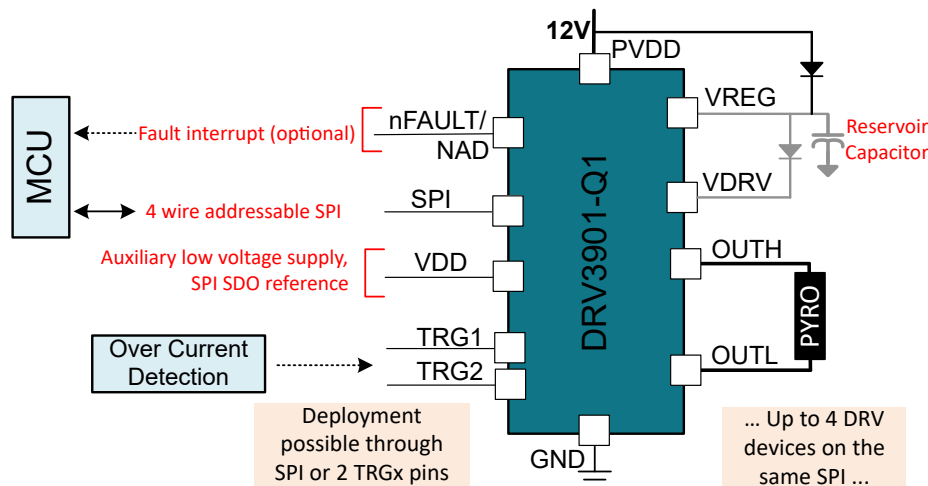 12V
PVDD
MCU
Fault interrupt (optional)
nFAULT/
NAD
VREG
Reservoir
Capacitor
4 wire addressable SPI
SPI
VDRV
DRV3901-Q1
Auxiliary low voltage supply,
SPI SDO reference
VDD
OUTH
PYRO
Over Current
Detection
TRG1
TRG2
OUTL
Deployment
possible through
SPI or 2 TRGx pins
GND
... Up to 4 DRV
devices on the
same SPI ...